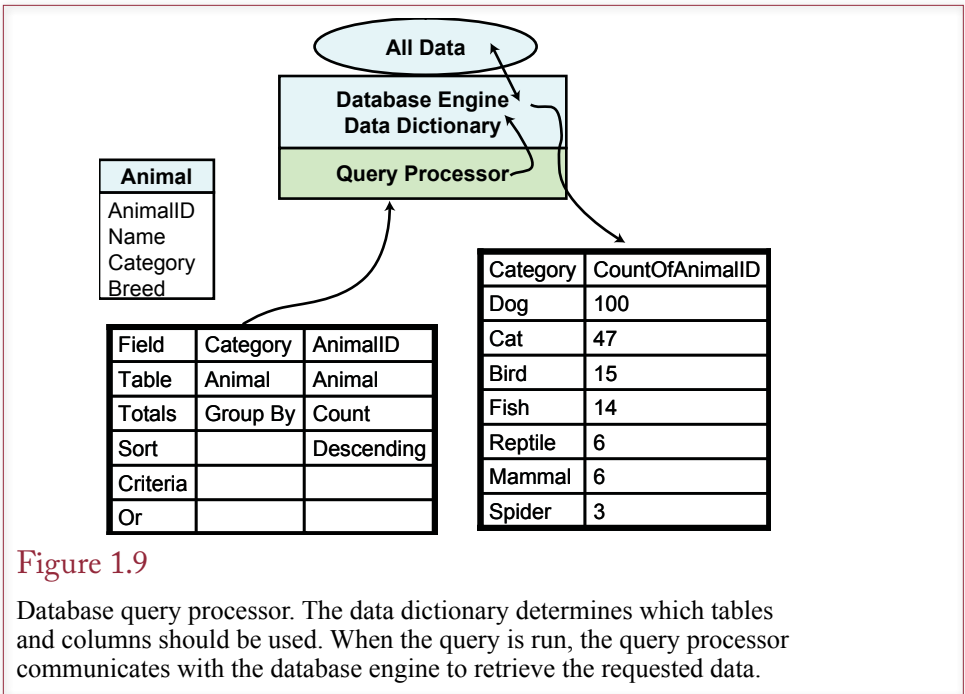 All Data
Database Engine
Data Dictionary
Query Processor
Animal
AnimalID
Name
Category
Breed
Field Category AnimalID
Table Animal Animal
Totals Group By Count
Sort Descending
Criteria
Or
Category CountOfAnimalID
Dog 100
Cat 47
Bird 15
Fish 14
Reptile 6
Mammal 6
Spider 3
Figure 1.9
Database query processor. The data dictionary determines which tables
and columns should be used. When the query is run, the query processor
communicates with the database engine to retrieve the requested data.